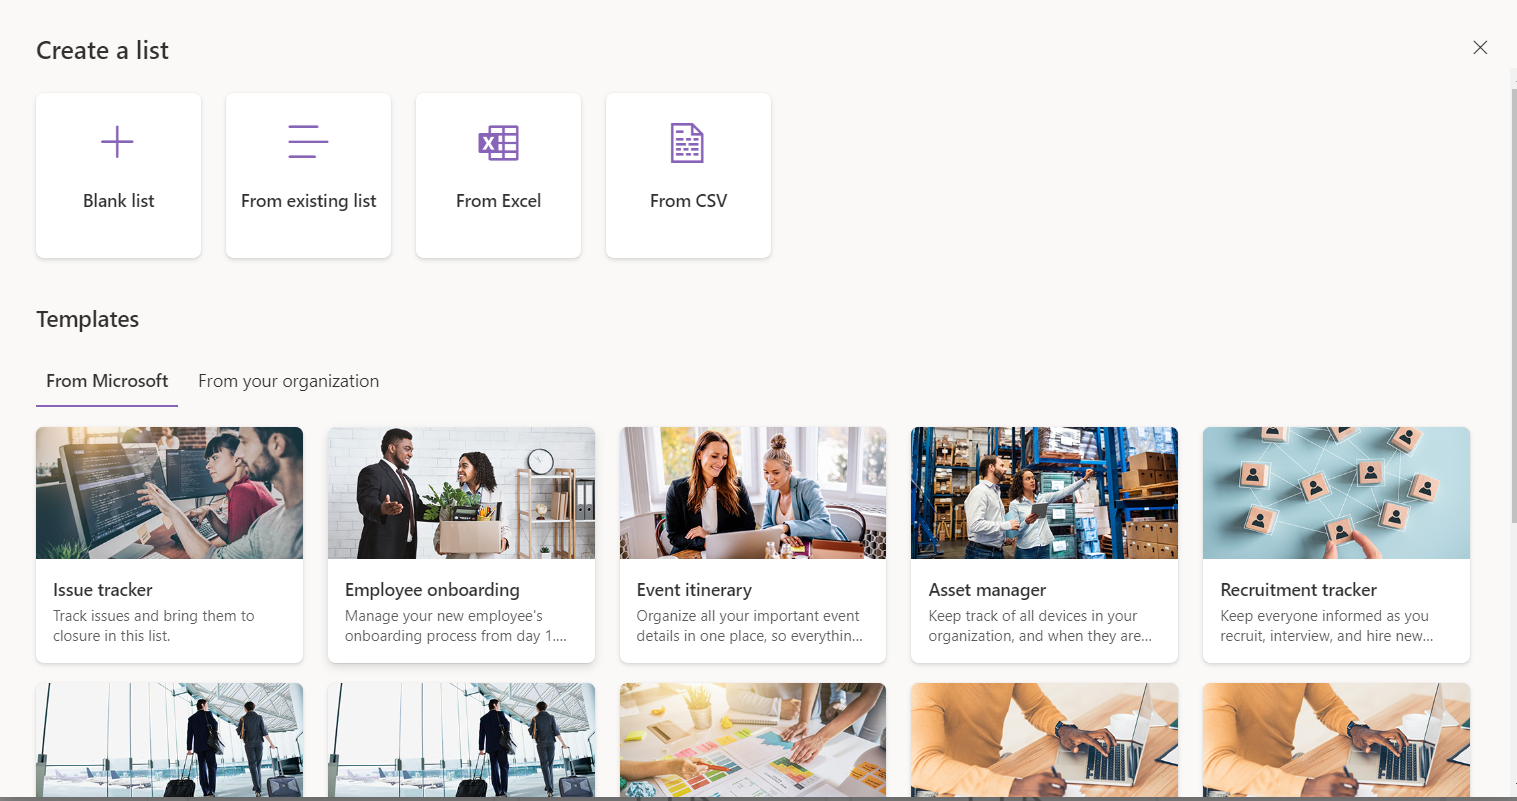 Create a list
Blank list
From existing list
From Excel
From CSV
Templates
From Microsoft
From your organization
Issue tracker
Track issues and bring them to
closure in this list.
Employee onboarding
Manage your new employee's
onboarding process from day 1....
Event itinerary
Organize all your important event
details in one place, so everythin...
Asset manager
Keep track of all devices in your
organization, and when they are...
Recruitment tracker
Keep everyone informed as you
recruit, interview, and hire new...